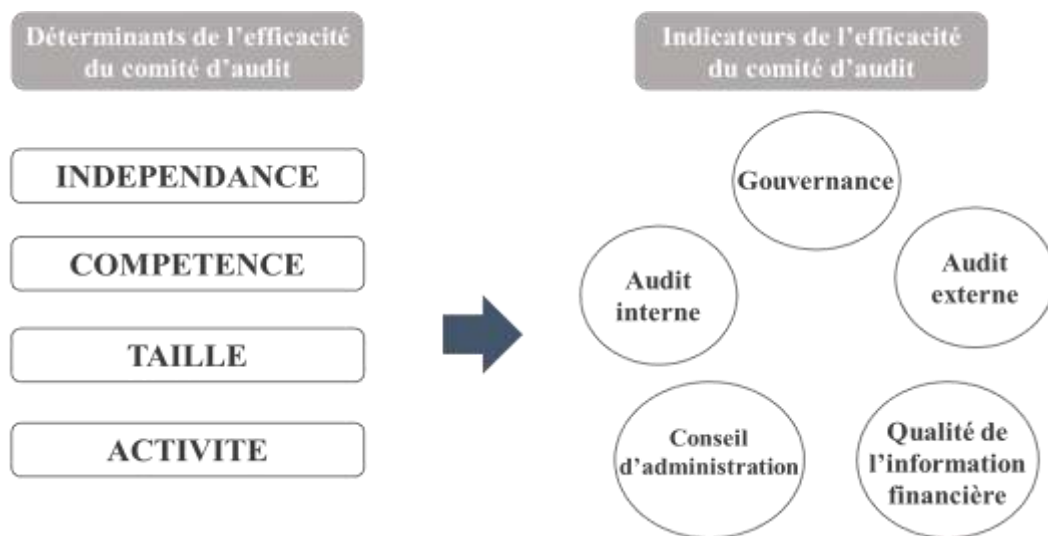 Déterminants de l’efficacité
du comité d’audit
INDEPENDANCE
COMPETENCE
TAILLE
ACTIVITE
Indicateurs de l’efficacité
du comité d’audit
Gouvernance
Audit
interne
Audit
externe
Conseil
d’administration
Qualité de
l’information
financière